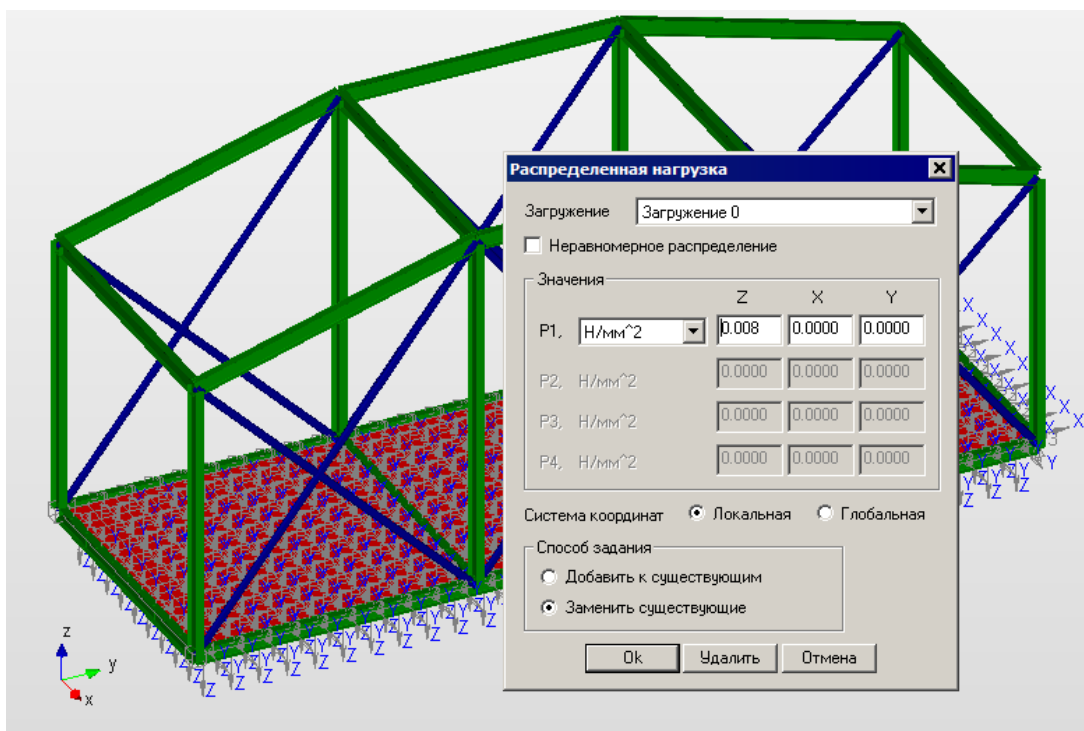 Распределенная нагрузка
Загружение Загружение 0
Неравномерное распределение
Значения
Z X Y
P1, Н/мм^2 0.008 0.0000 0.0000
P2, Н/мм^2 0.0000 0.0000 0.0000
P3, Н/мм^2 0.0000 0.0000 0.0000
P4, Н/мм^2 0.0000 0.0000 0.0000
Система координат Локальная Глобальная
Способ задания
Добавить к существующим
Заменить существующие
Ok Удалить Отмена
z
y
x